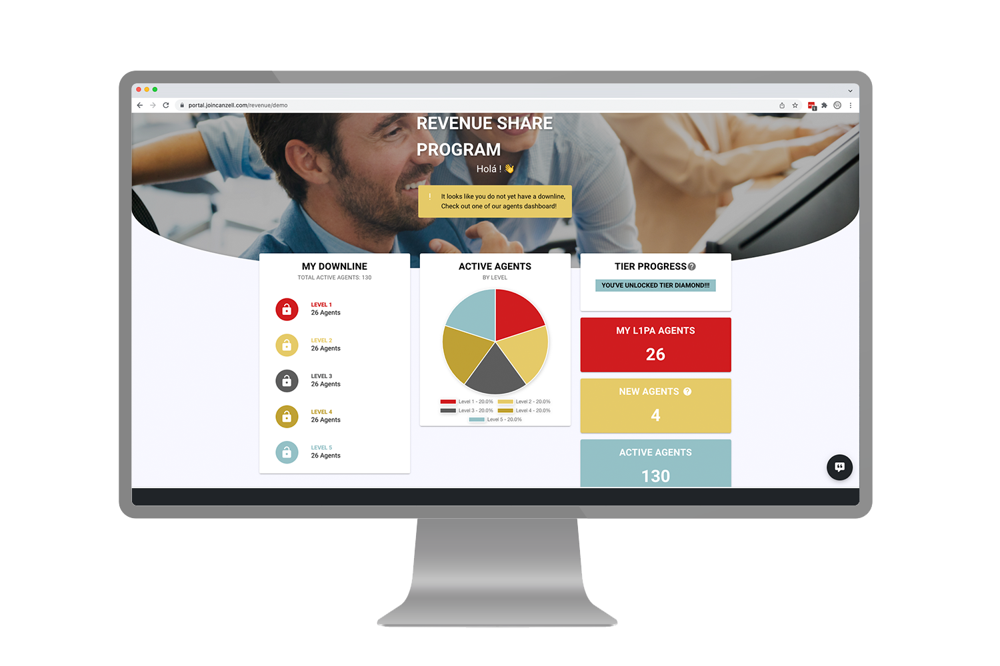 portal.joincanzell.com/revenue/demo
REVENUE SHARE
PROGRAM
Holá ! 👋
! It looks like you do not yet have a downline,
Check out one of our agents dashboard!
MY DOWNLINE
TOTAL ACTIVE AGENTS: 130
LEVEL 1
26 Agents
LEVEL 2
26 Agents
LEVEL 3
26 Agents
LEVEL 4
26 Agents
LEVEL 5
26 Agents
ACTIVE AGENTS
BY LEVEL
Level 1 - 20.0% Level 2 - 20.0%
Level 3 - 20.0% Level 4 - 20.0%
Level 5 - 20.0%
TIER PROGRESS?
YOU'VE UNLOCKED TIER DIAMOND!!!
MY L1PA AGENTS
26
NEW AGENTS ?
4
ACTIVE AGENTS
130